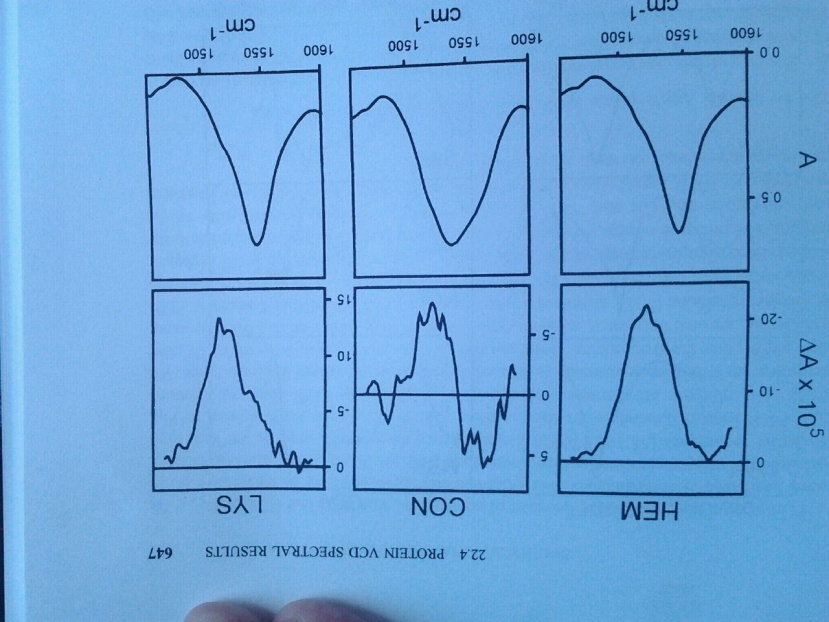 22.4 PROTEIN VCD SPECTRAL RESULTS 647
HEM CON LYS
ΔA x 10⁵
0
-10
-20
5
0
-5
0
-5
10
15
A
0 5
0 0
1600 1550 1500
cm⁻¹
1600 1550 1500
cm⁻¹
1600 1550 1500
cm⁻¹